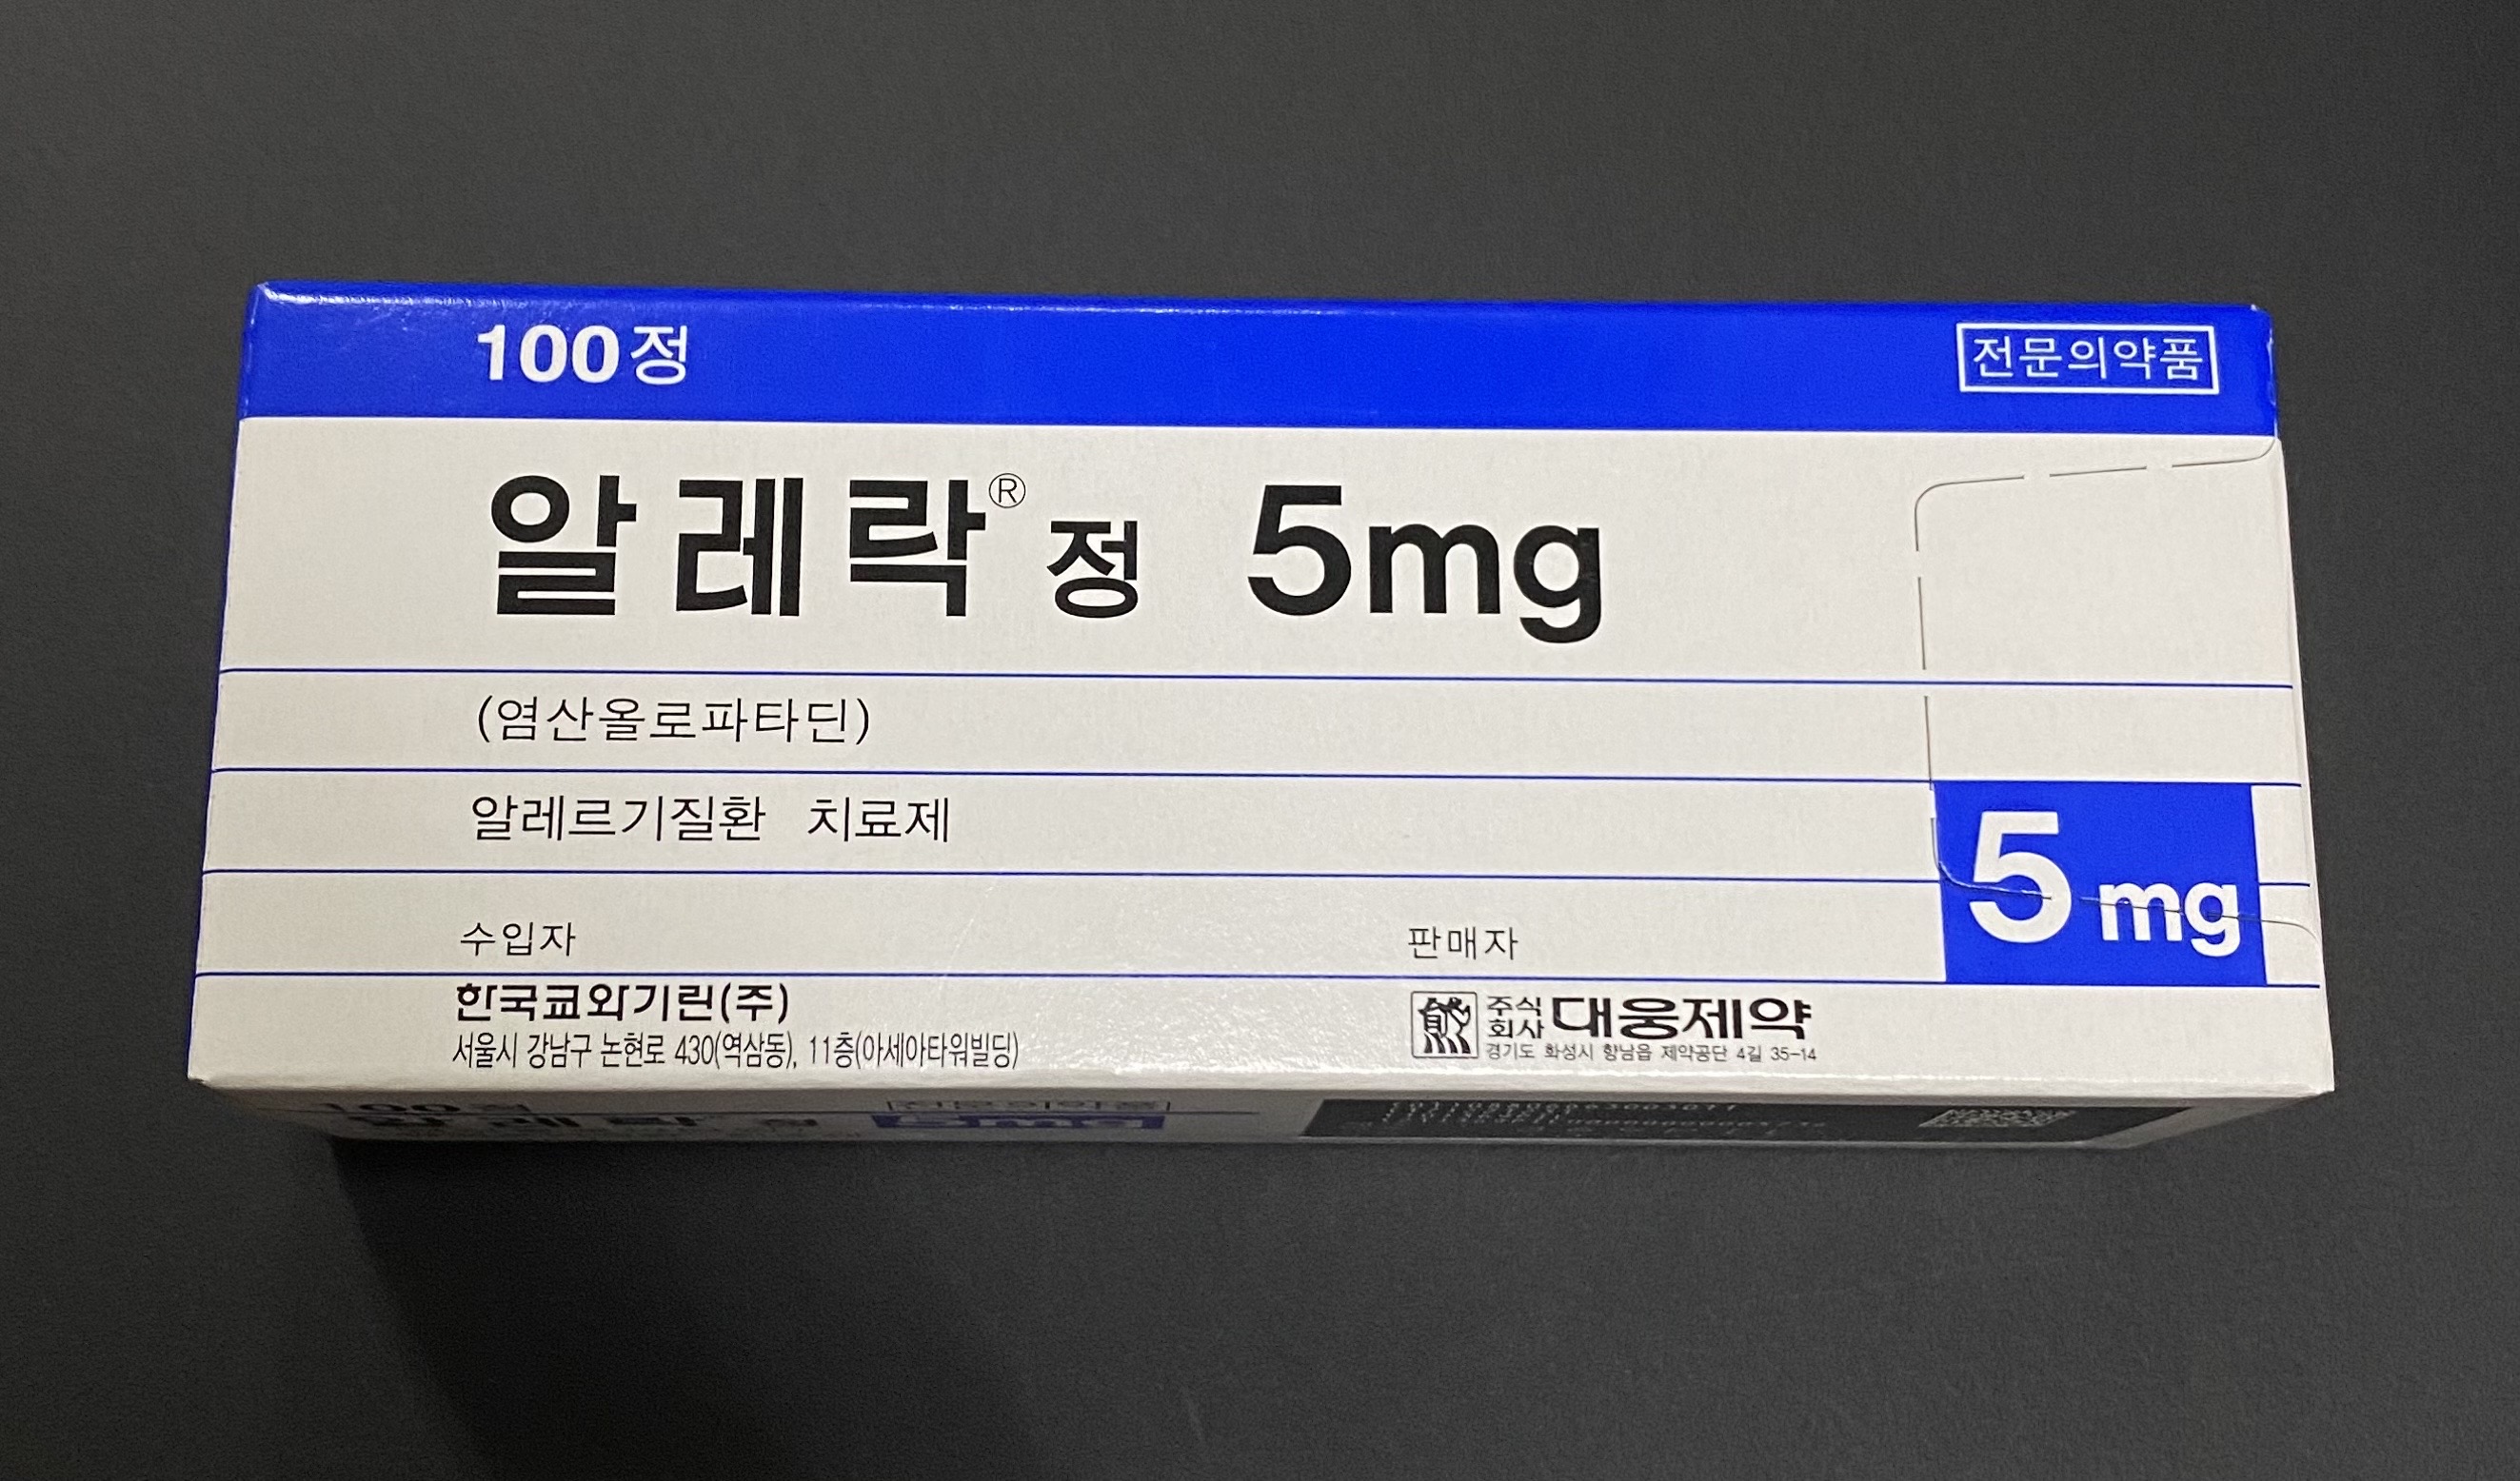 100정
전문의약품
알레락® 정 5mg
(염산올로파타딘)
알레르기질환 치료제
5 mg
수입자
판매자
한국쿄와기린(주)
서울시 강남구 논현로 430(역삼동), 11층(아세아타워빌딩)
주식회사 대웅제약
경기도 화성시 향남읍 제약공단 4길 35-14